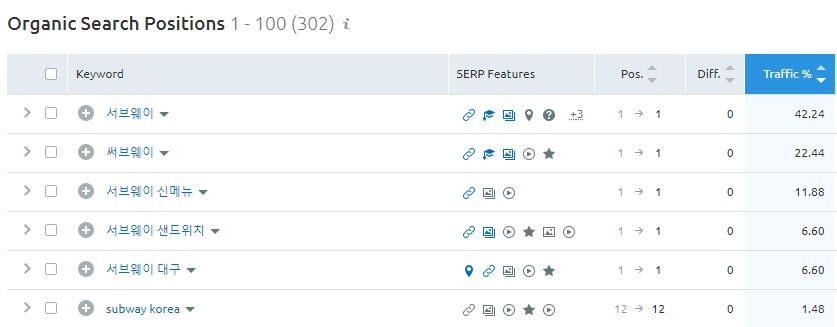 Organic Search Positions 1 - 100 (302) i
Keyword SERP Features Pos. Diff. Traffic %
서브웨이 +3 1 → 1 0 42.24
써브웨이 1 → 1 0 22.44
서브웨이 신메뉴 1 → 1 0 11.88
서브웨이 샌드위치 1 → 1 0 6.60
서브웨이 대구 1 → 1 0 6.60
subway korea 12 → 12 0 1.48